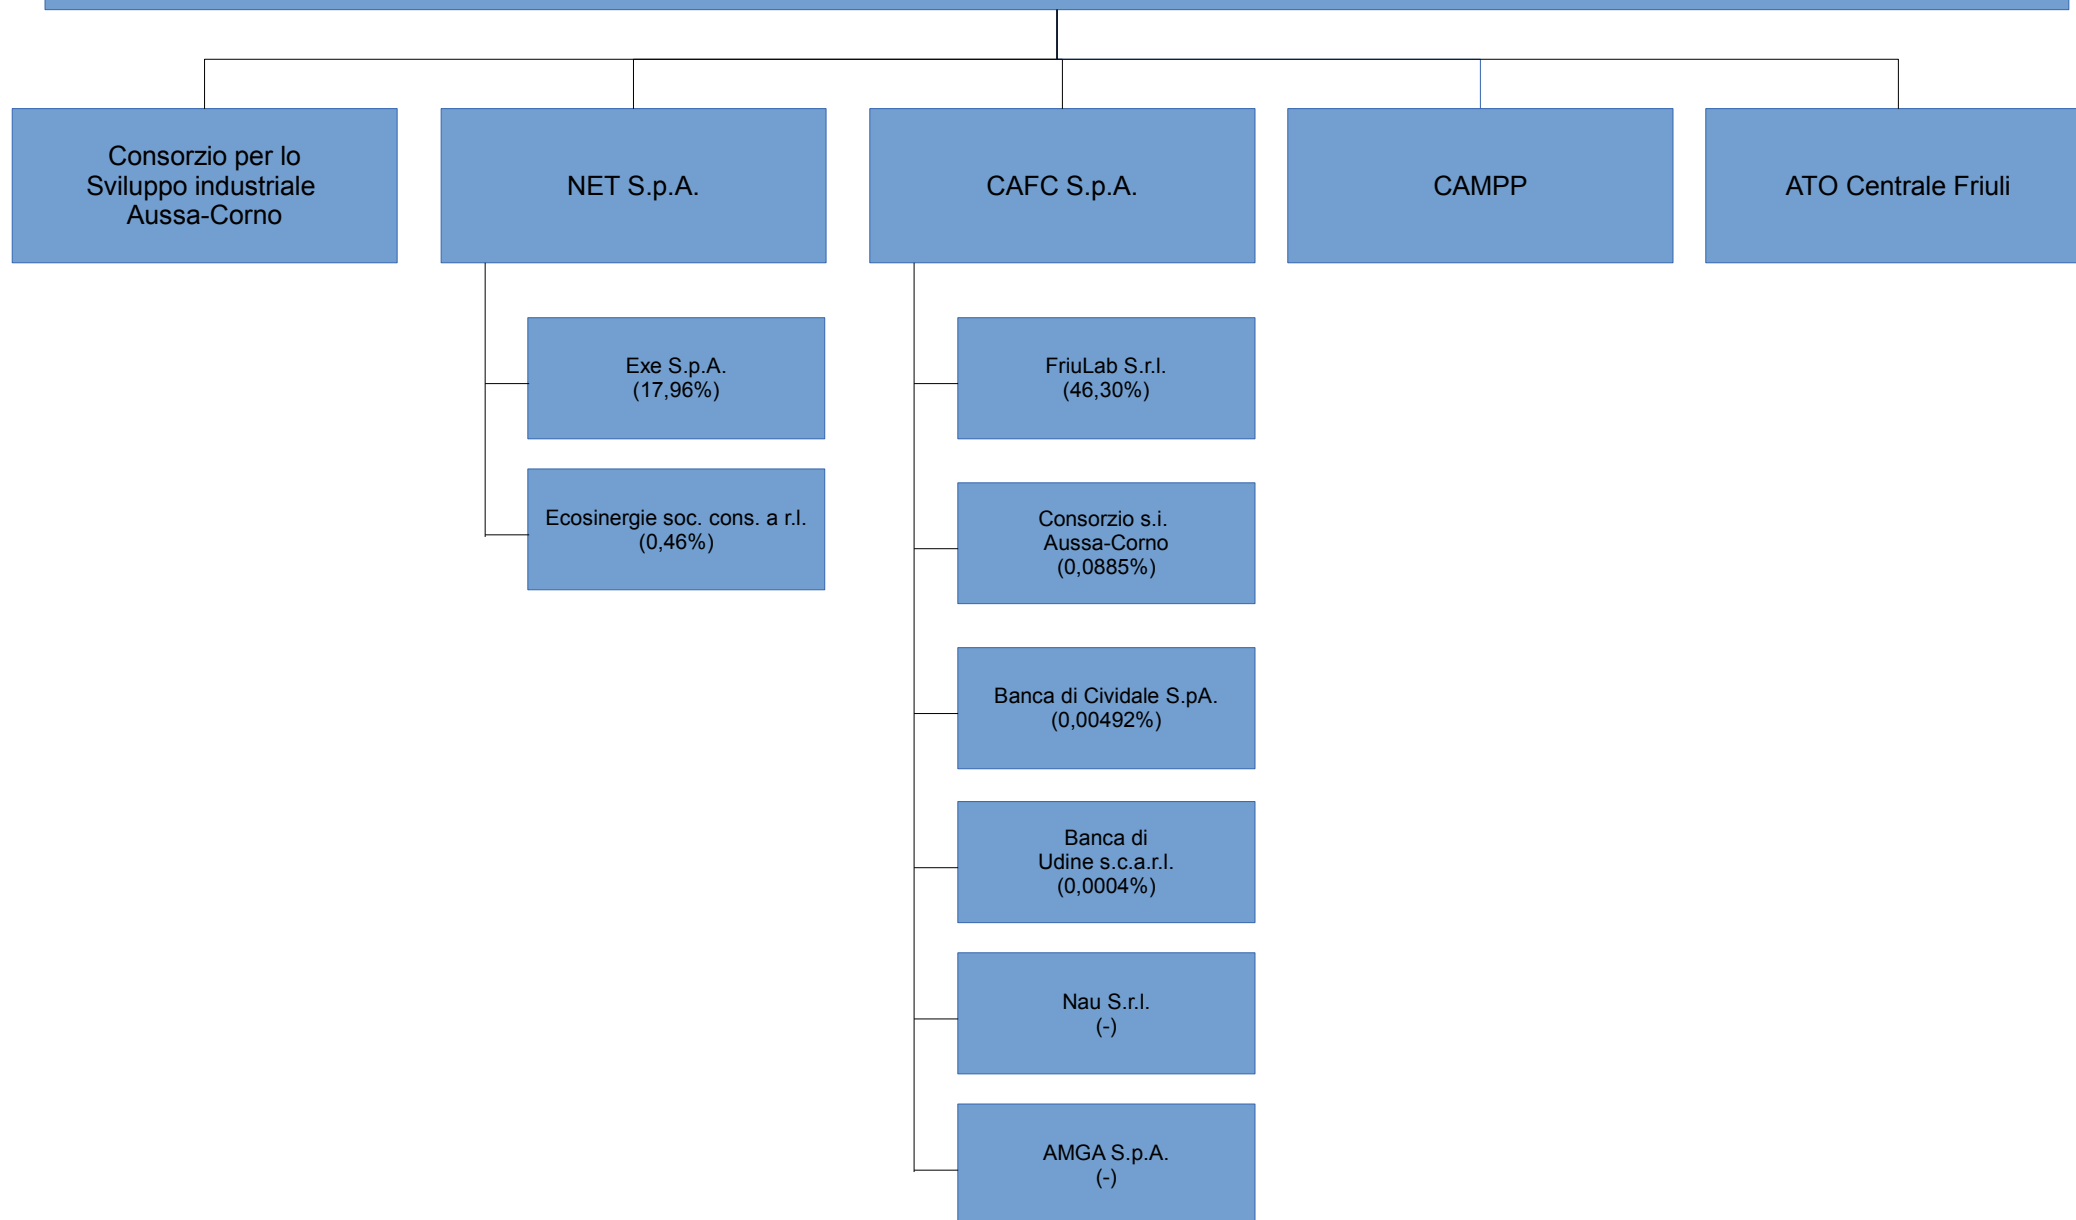 Consorzio per lo
Sviluppo industriale
Aussa-Corno
NET S.p.A.
CAFC S.p.A.
CAMPP
ATO Centrale Friuli
Exe S.p.A.
(17,96%)
Ecosinergie soc. cons. a r.l.
(0,46%)
FriuLab S.r.l.
(46,30%)
Consorzio s.i.
Aussa-Corno
(0,0885%)
Banca di Cividale S.pA.
(0,00492%)
Banca di
Udine s.c.a.r.l.
(0,0004%)
Nau S.r.l.
(-)
AMGA S.p.A.
(-)